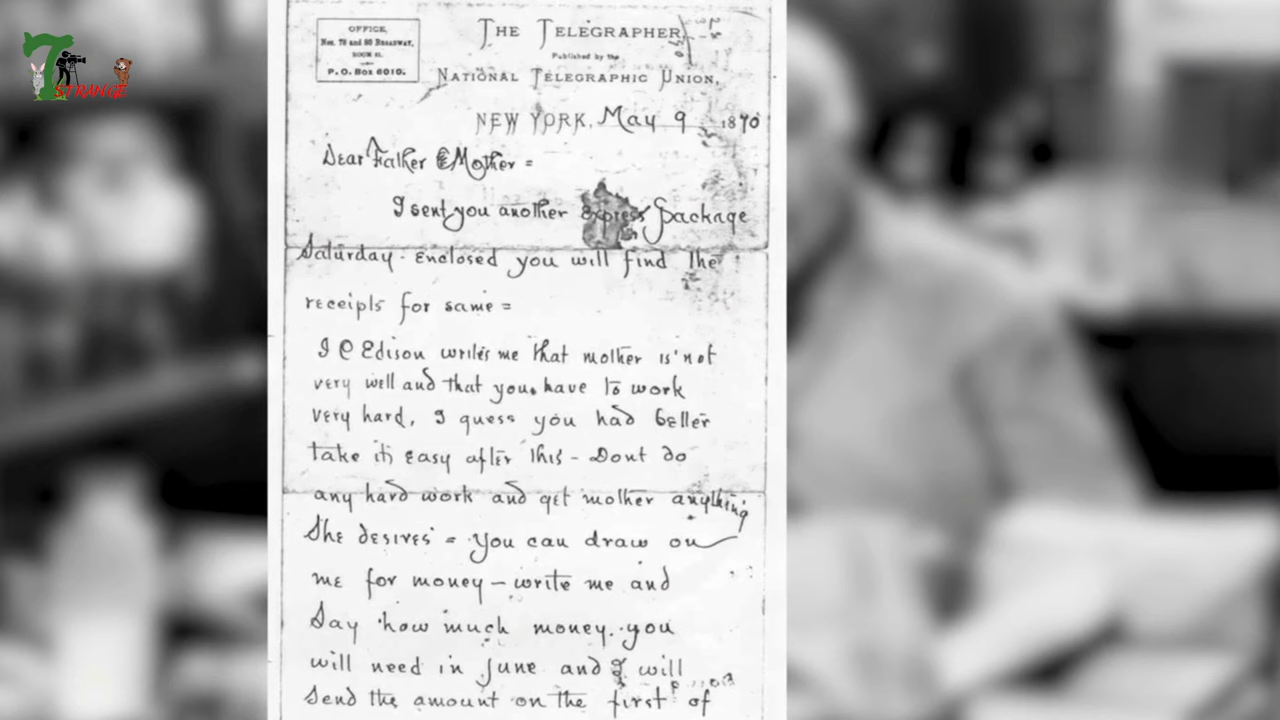 7
STRANGE
OFFICE,
Nos. 78 and 80 Broadway,
ROOM 21.
P. O. Box 6010.
THE TELEGRAPHER,
Published by the
NATIONAL TELEGRAPHIC UNION,
NEW YORK, May 9 1870
Dear Father & Mother =
I sent you another Express package
Saturday - Enclosed you will find the
receipts for same =
I C Edison writes me that mother is not
very well and that you have to work
very hard, I guess you had better
take it easy after this - Dont do
any hard work and get mother anything
She desires = You can draw on
me for money - write me and
Say how much money you
will need in June and I will
Send the amount on the first of